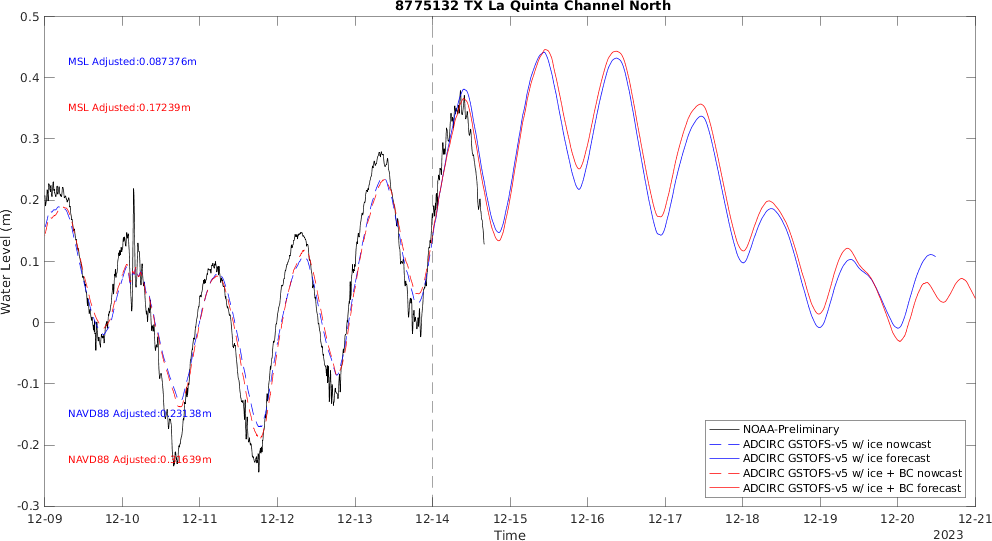 8775132 TX La Quinta Channel North
0.5
0.4
0.3
0.2
0.1
0
-0.1
-0.2
-0.3
Water Level (m)
MSL Adjusted:0.087376m
MSL Adjusted:0.17239m
NAVD88 Adjusted:0.23138m
NAVD88 Adjusted:0.31639m
NOAA-Preliminary
ADCIRC GSTOFS-v5 w/ ice nowcast
ADCIRC GSTOFS-v5 w/ ice forecast
ADCIRC GSTOFS-v5 w/ ice + BC nowcast
ADCIRC GSTOFS-v5 w/ ice + BC forecast
12-09 12-10 12-11 12-12 12-13 12-14 12-15 12-16 12-17 12-18 12-19 12-20 12-21
Time
2023